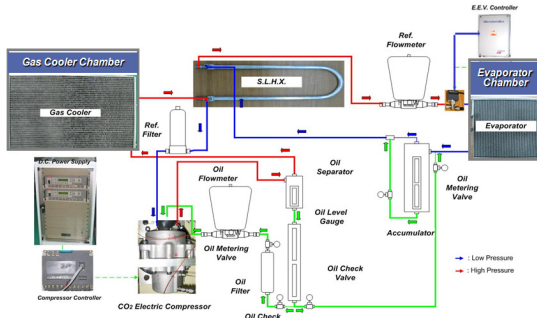 E.E.V. Controller
Gas Cooler Chamber
Gas Cooler
S.L.H.X.
Ref.
Flowmeter
Evaporator
Chamber
Evaporator
Ref.
Filter
D.C. Power Supply
Oil
Flowmeter
Oil
Separator
Oil
Metering
Valve
Accumulator
Oil Level
Gauge
Oil Metering
Valve
Oil Check
Valve
Oil
Filter
Compressor Controller
CO2 Electric Compressor
Oil Check
: Low Pressure
: High Pressure